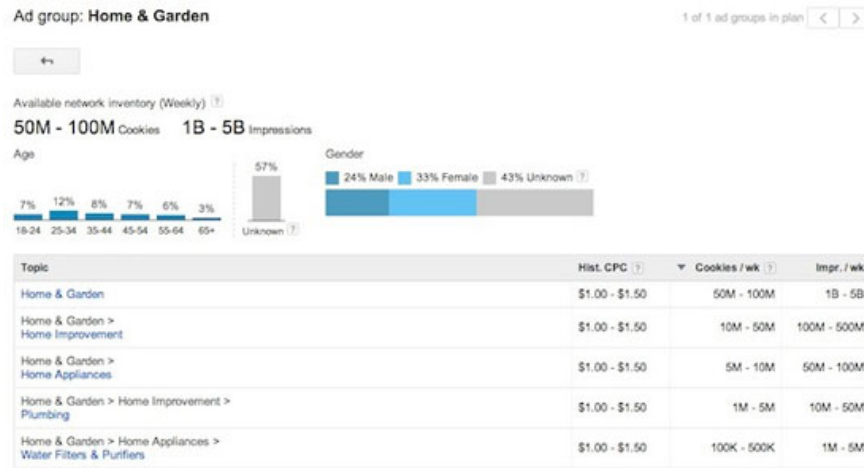 Ad group: Home & Garden
1 of 1 ad groups in plan < >
Available network inventory (Weekly) ?
50M - 100M Cookies 1B - 5B Impressions
Age
7% 12% 8% 7% 6% 3% 57%
18-24 25-34 35-44 45-54 55-64 65+ Unknown ?
Gender
24% Male 33% Female 43% Unknown ?
Topic Hist. CPC ? Cookies / wk ? Impr. / wk
Home & Garden $1.00 - $1.50 50M - 100M 1B - 5B
Home & Garden >
Home Improvement $1.00 - $1.50 10M - 50M 100M - 500M
Home & Garden >
Home Appliances $1.00 - $1.50 5M - 10M 50M - 100M
Home & Garden > Home Improvement >
Plumbing $1.00 - $1.50 1M - 5M 10M - 50M
Home & Garden > Home Appliances >
Water Filters & Purifiers $1.00 - $1.50 100K - 500K 1M - 5M